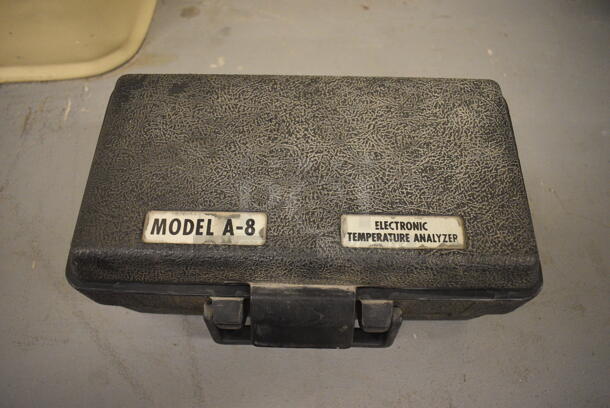 MODEL A-8
ELECTRONIC
TEMPERATURE ANALYZER